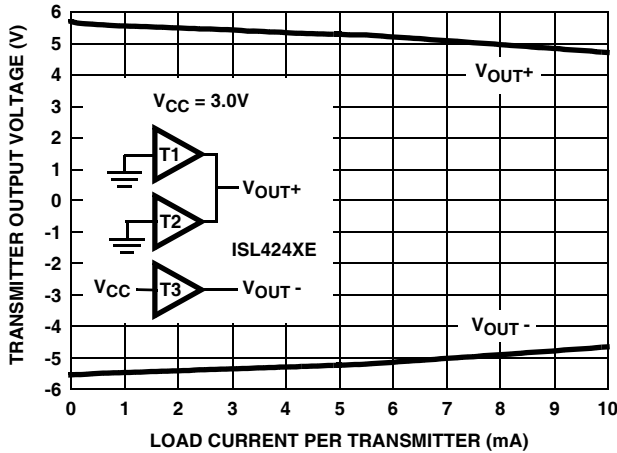 TRANSMITTER OUTPUT VOLTAGE (V)
6
5
4
3
2
1
0
-1
-2
-3
-4
-5
-6
VOUT+
VCC = 3.0V
T1
VOUT+
T2
ISL424XE
VCC
T3
VOUT -
VOUT -
0 1 2 3 4 5 6 7 8 9 10
LOAD CURRENT PER TRANSMITTER (mA)